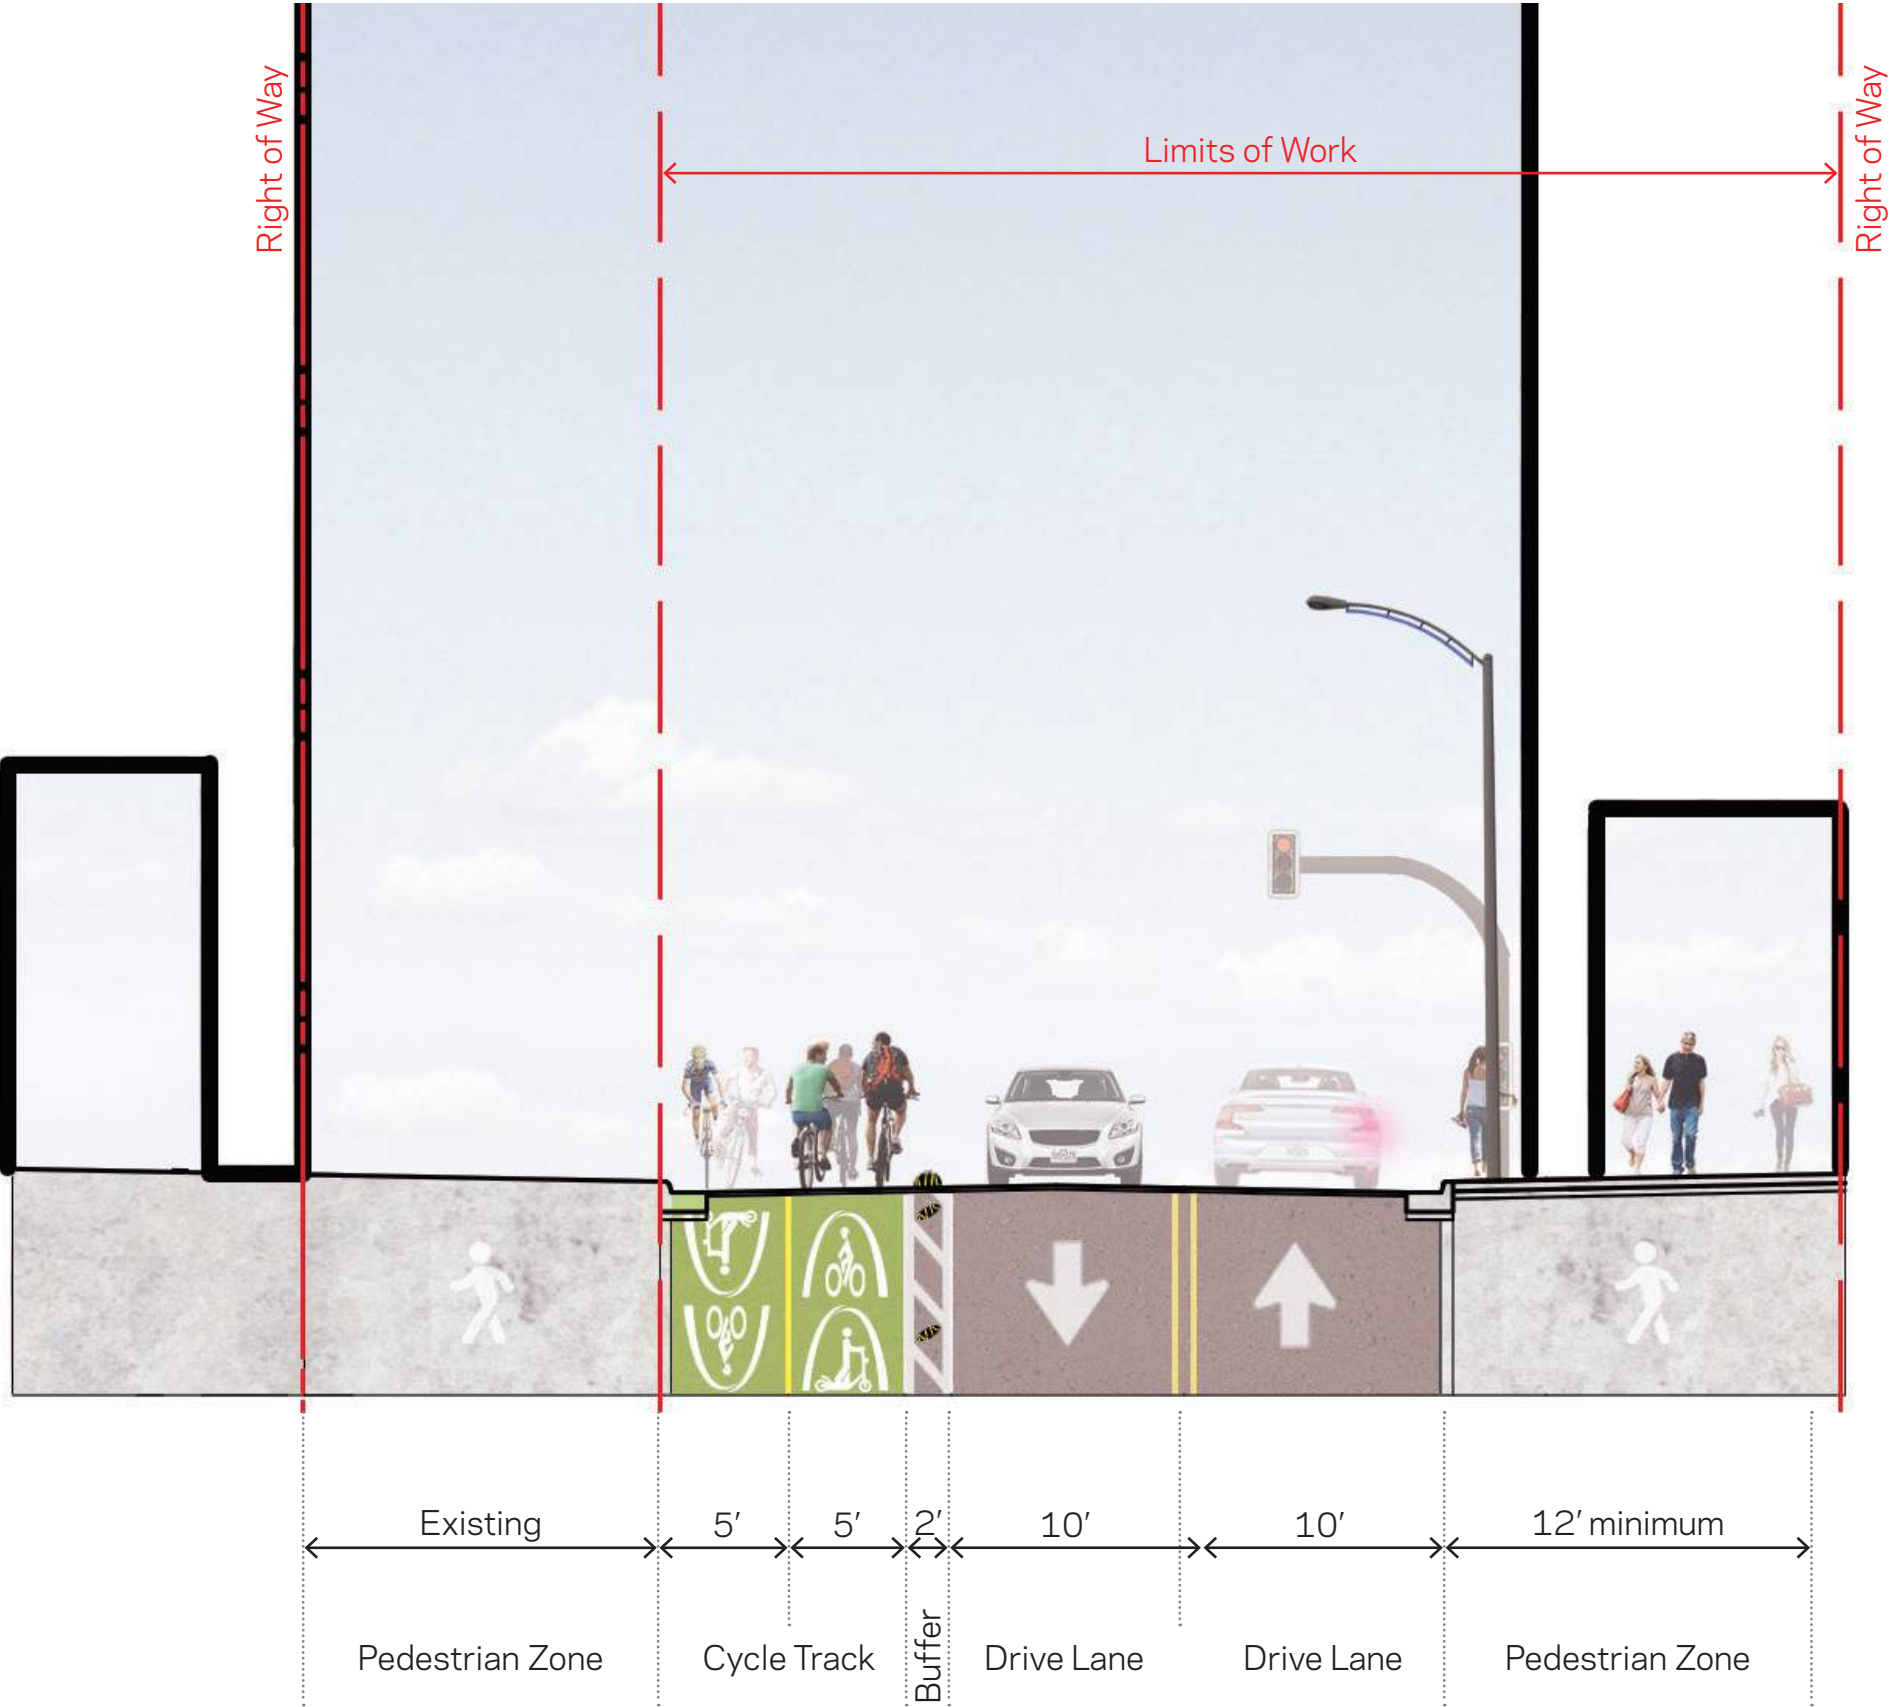 Right of Way
Limits of Work
Right of Way
Existing
5′
5′
2′
10′
10′
12′ minimum
Pedestrian Zone
Cycle Track
Buffer
Drive Lane
Drive Lane
Pedestrian Zone